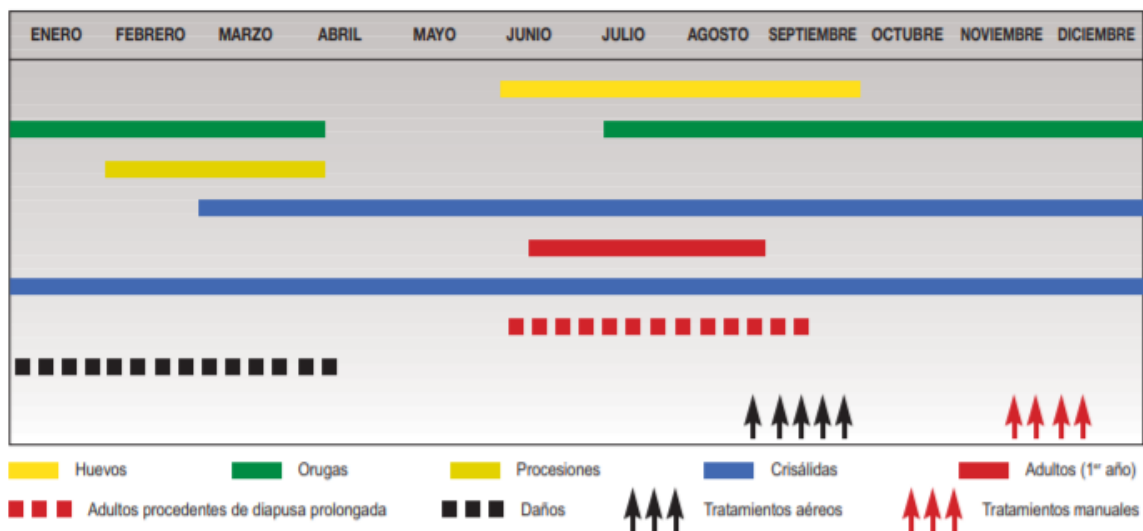 ENERO FEBRERO MARZO ABRIL MAYO JUNIO JULIO AGOSTO SEPTIEMBRE OCTUBRE NOVIEMBRE DICIEMBRE
Huevos Orugas Procesiones Crisálidas Adultos (1er año)
Adultos procedentes de diapusa prolongada Daños Tratamientos aéreos Tratamientos manuales